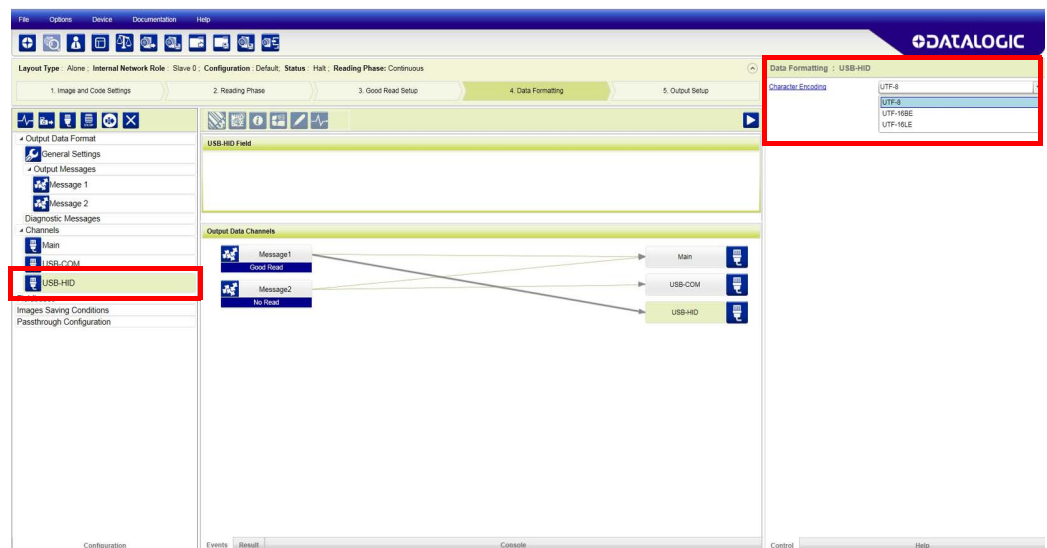 File Options Device Documentation Help
DATALOGIC
Layout Type : Alone ; Internal Network Role : Slave 0 ; Configuration : Default, Status : Halt ; Reading Phase: Continuous
1. Image and Code Settings
2. Reading Phase
3. Good Read Setup
4. Data Formatting
5. Output Setup
Data Formatting : USB-HID
Character Encoding
UTF-8
UTF-8
UTF-16BE
UTF-16LE
Output Data Format
General Settings
Output Messages
Message 1
Message 2
Diagnostic Messages
Channels
Main
USB-COM
USB-HID
Images Saving Conditions
Passthrough Configuration
Configuration
USB-HID Field
Output Data Channels
Message1
Good Read
Message2
No Read
Main
USB-COM
USB-HID
Events Result Console
Control Help